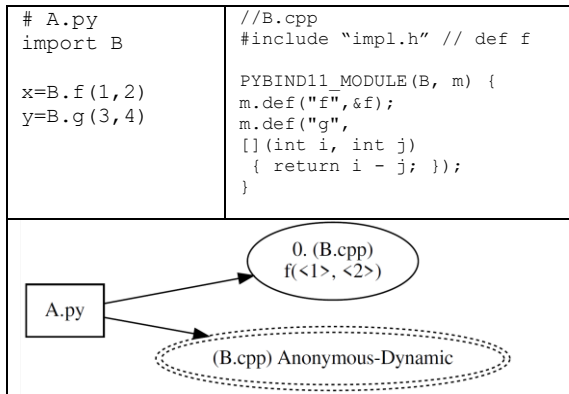 # A.py
import B
x=B.f(1,2)
y=B.g(3,4)
//B.cpp
#include “impl.h” // def f
PYBIND11_MODULE(B, m) {
m.def("f",&f);
m.def("g",
[](int i, int j)
{ return i - j; });
}
0. (B.cpp)
f(<1>, <2>)
A.py
(B.cpp) Anonymous-Dynamic